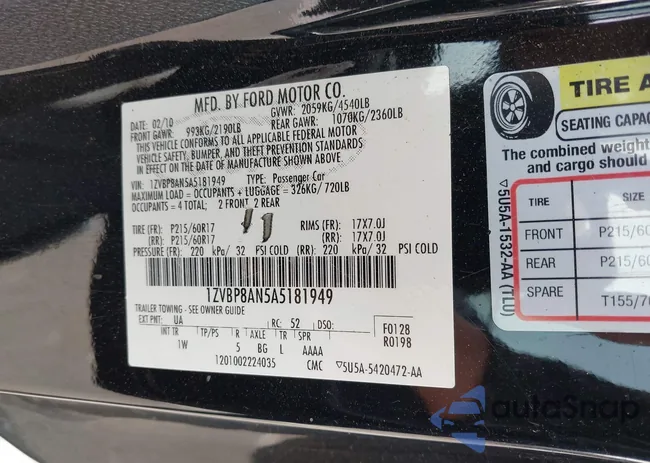 MFD. BY FORD MOTOR CO.
02/10 GVWR: 2059KG/4540LB
FRONT GAWR: 993KG/2190LB REAR GAWR: 1070KG/2360LB
THIS VEHICLE CONFORMS TO ALL APPLICABLE FEDERAL MOTOR
VEHICLE SAFETY, BUMPER, AND THEFT PREVENTION STANDARDS
IN EFFECT ON THE DATE OF MANUFACTURE SHOWN ABOVE.
VIN: 1ZVBP8AN5A5181949 TYPE: Passenger Car
MAXIMUM LOAD = OCCUPANTS + LUGGAGE = 326KG/720LB
OCCUPANTS = 4 TOTAL; 2 FRONT, 2 REAR
TIRE (FR): P215/60R17 RIMS (FR): 17X7.0J
(RR): P215/60R17 (RR): 17X7.0J
PRESSURE (FR): 220 kPa/ 32 PSI COLD (RR): 220 kPa/ 32 PSI COLD
1ZVBP8AN5A5181949
TRAILER TOWING - SEE OWNER GUIDE
EXT PNT: UA RC: 52 DSO: F0128
INT TR TP/PS R AXLE TR SPR R0198
1W 5 BG L AAAA
1201002224035 CMC ▽5U5A-5420472-AA
TIRE A
SEATING CAPAC
The combined weight
and cargo should
TIRE SIZE
FRONT P215/60
REAR P215/60
SPARE T155/70
▽5U5A-1532-AA (TLU)
autoSnap